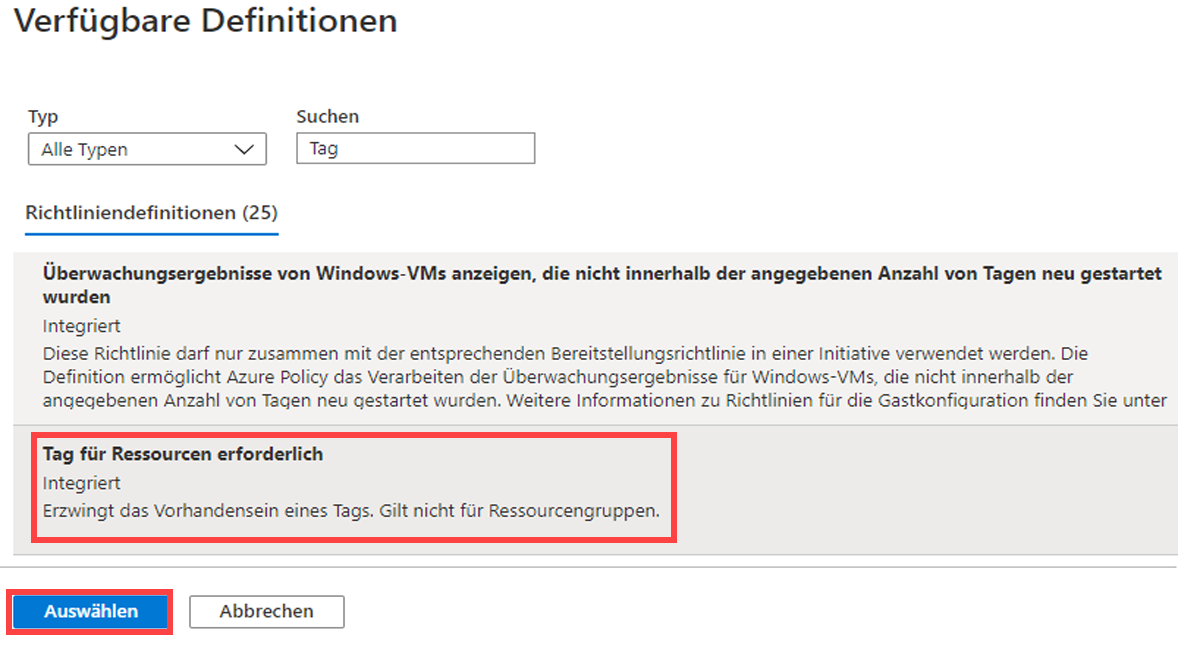 Verfügbare Definitionen
Typ
Suchen
Alle Typen
Tag
Richtliniendefinitionen (25)
Überwachungsergebnisse von Windows-VMs anzeigen, die nicht innerhalb der angegebenen Anzahl von Tagen neu gestartet
wurden
Integriert
Diese Richtlinie darf nur zusammen mit der entsprechenden Bereitstellungsrichtlinie in einer Initiative verwendet werden. Die
Definition ermöglicht Azure Policy das Verarbeiten der Überwachungsergebnisse für Windows-VMs, die nicht innerhalb der
angegebenen Anzahl von Tagen neu gestartet wurden. Weitere Informationen zu Richtlinien für die Gastkonfiguration finden Sie unter
Tag für Ressourcen erforderlich
Integriert
Erzwingt das Vorhandensein eines Tags. Gilt nicht für Ressourcengruppen.
Auswählen
Abbrechen